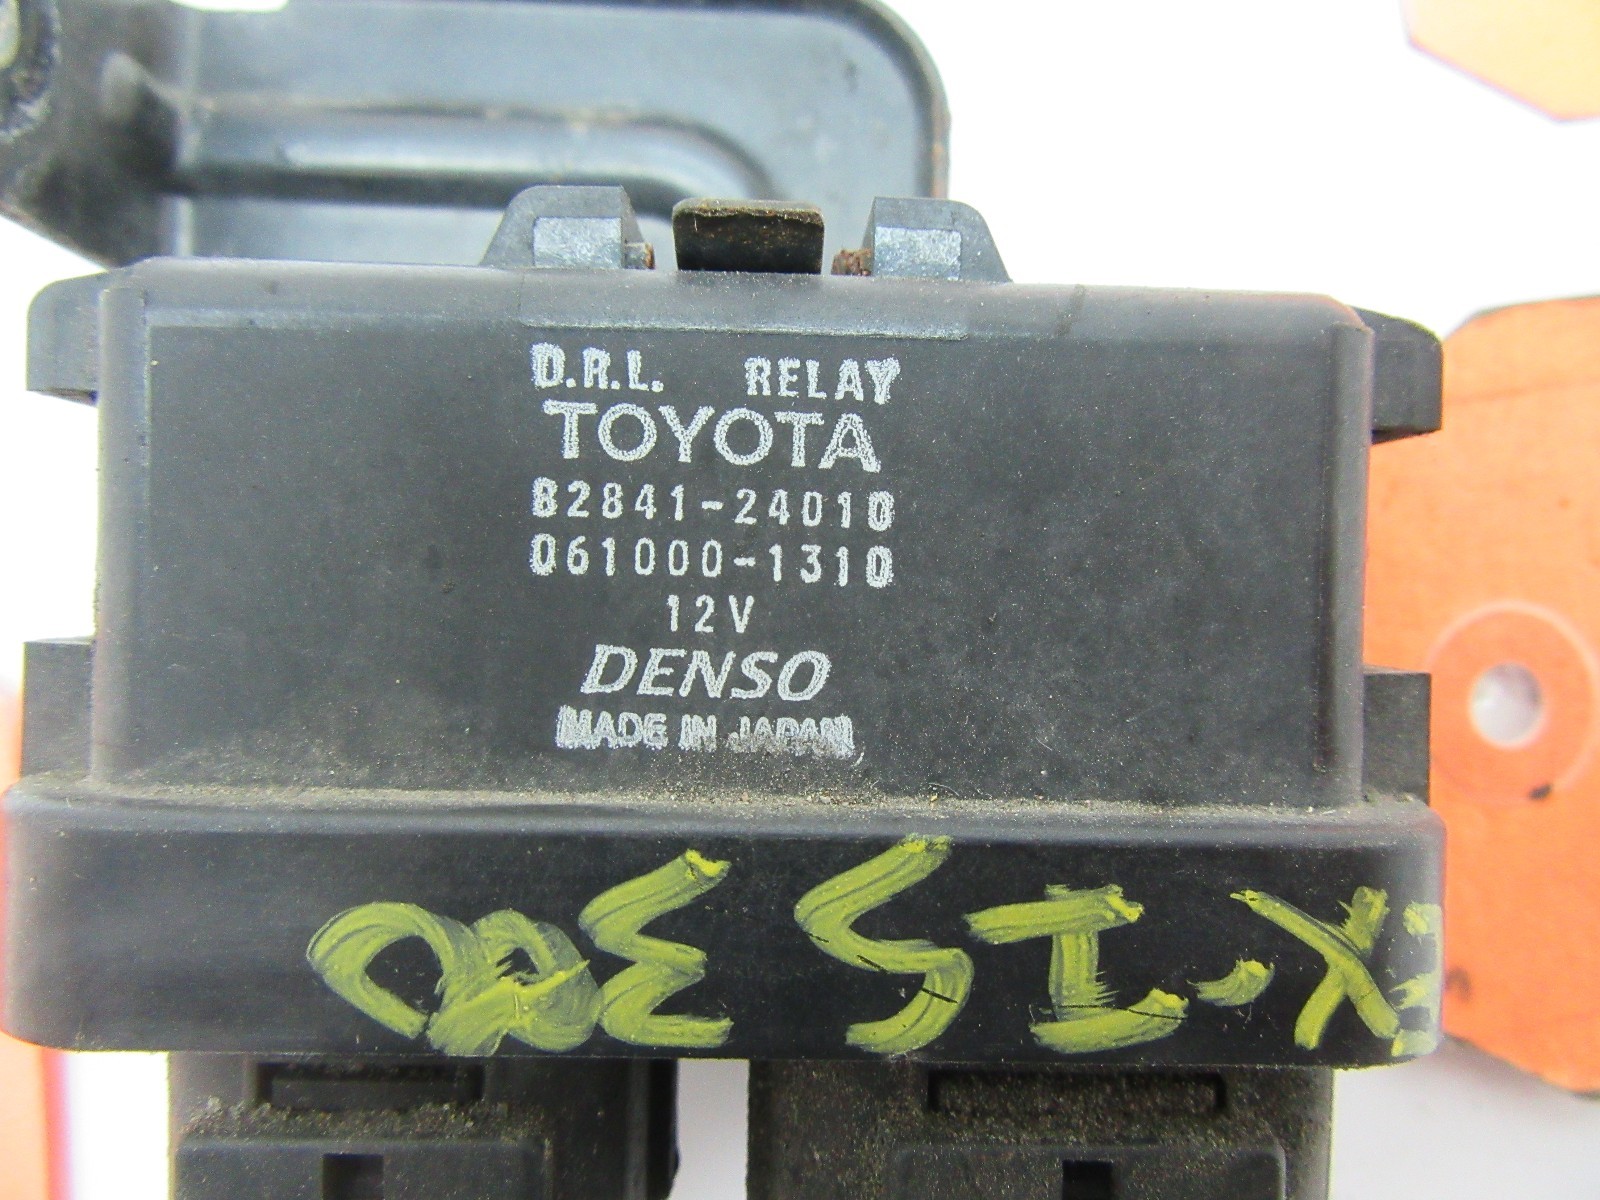 D.R.L. RELAY
TOYOTA
82841-24010
061000-1310
12V
DENSO
MADE IN JAPAN